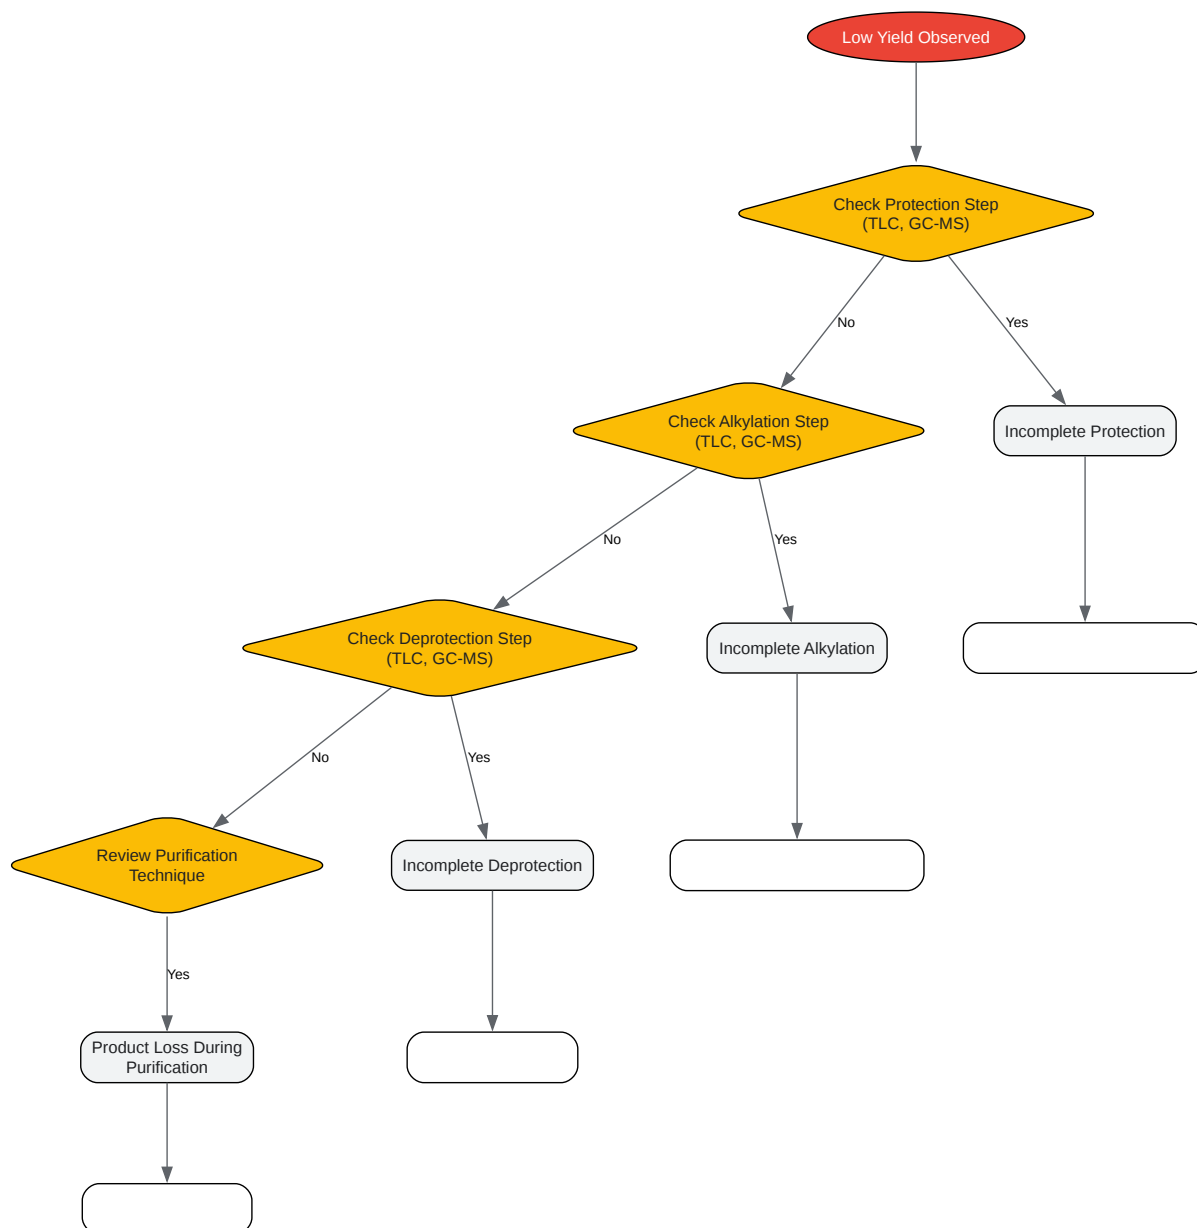 Low Yield Observed
Check Protection Step
(TLC, GC-MS)
No
Yes
Check Alkylation Step
(TLC, GC-MS)
Incomplete Protection
No
Yes
Check Deprotection Step
(TLC, GC-MS)
Incomplete Alkylation
No
Yes
Review Purification
Technique
Incomplete Deprotection
Yes
Product Loss During
Purification